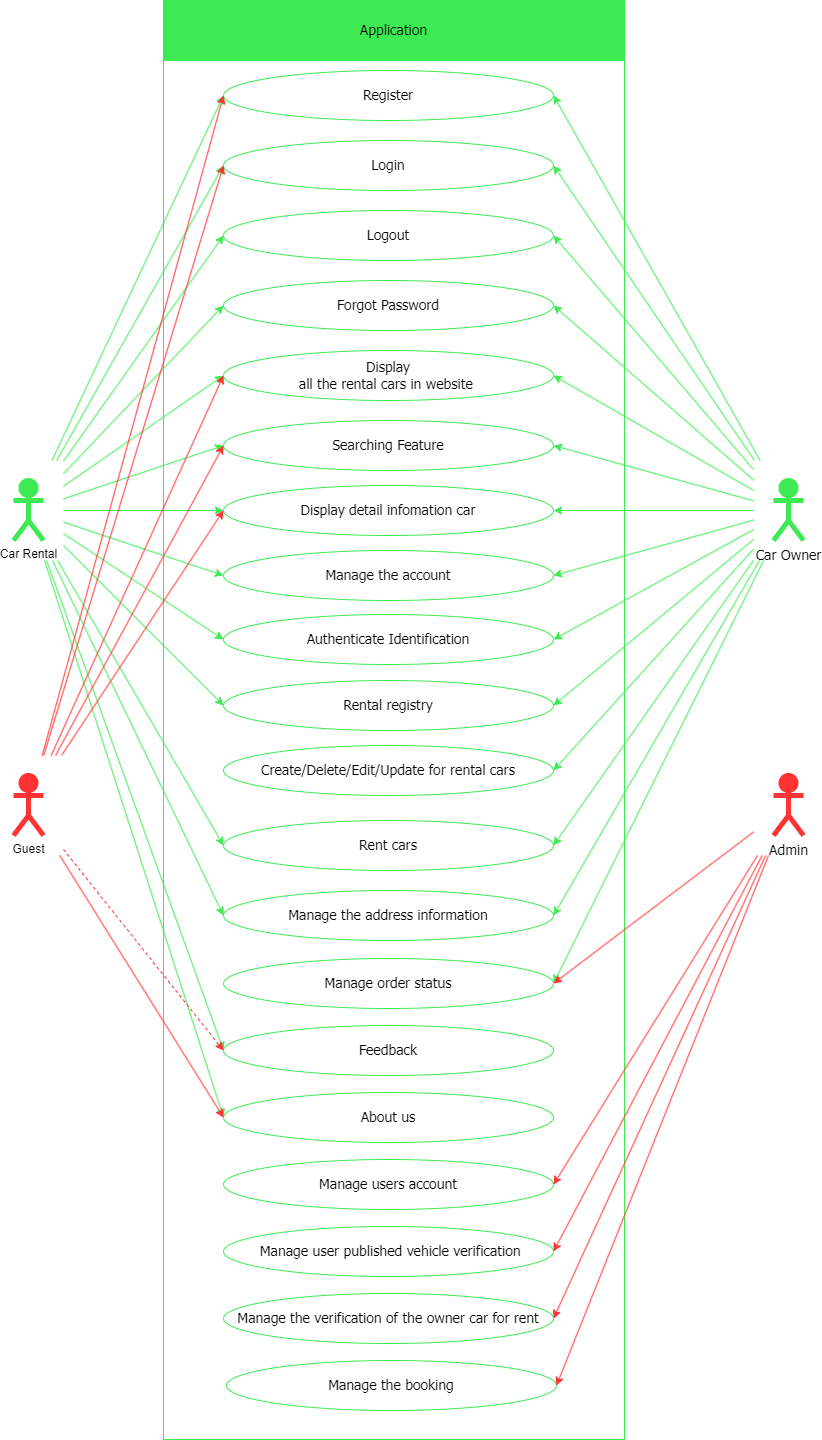 Application
Register
Login
Logout
Forgot Password
Display
all the rental cars in website
Searching Feature
Display detail infomation car
Car Rental
Car Owner
Manage the account
Authenticate Identification
Rental registry
Create/Delete/Edit/Update for rental cars
Rent cars
Guest
Admin
Manage the address information
Manage order status
Feedback
About us
Manage users account
Manage user published vehicle verification
Manage the verification of the owner car for rent
Manage the booking